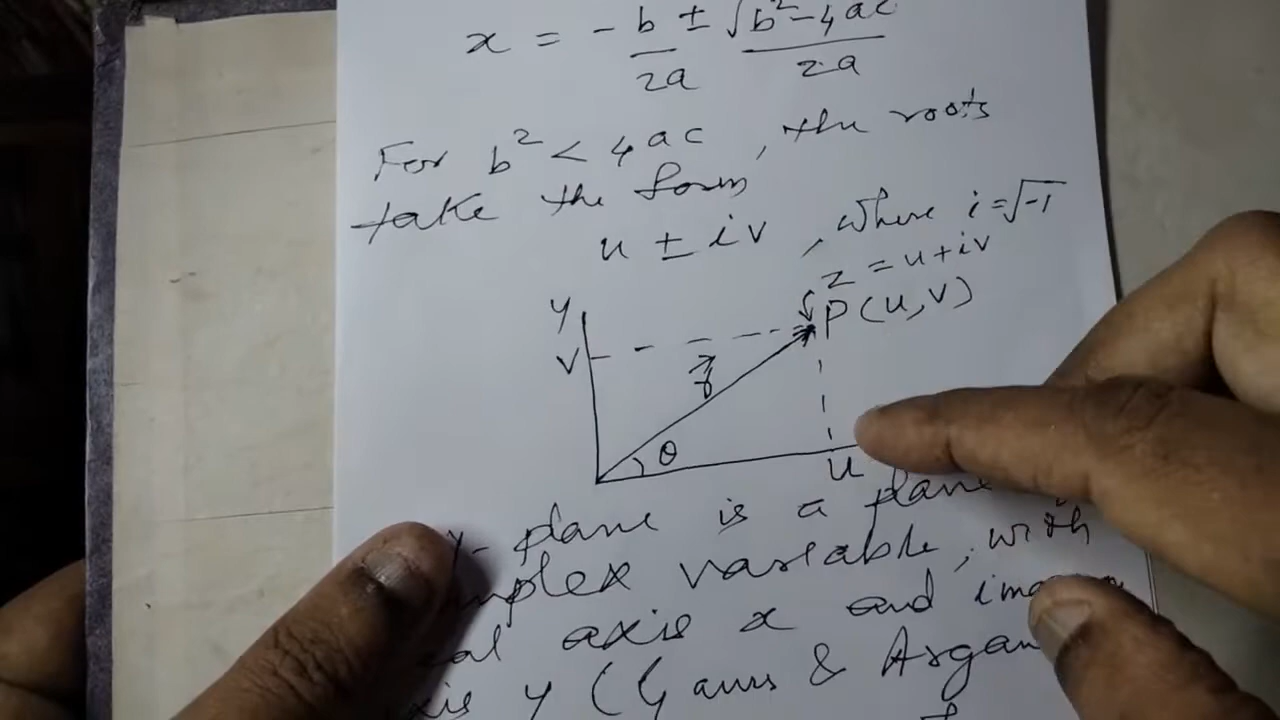 x = -b/2a ± √b²-4ac/2a
For b² < 4ac, the roots
take the form
u ± iv, where i=√-1
z = u+iv
y P(u,v)
v
r⃗
θ
u
y-plane is a plane
complex variable, with
real axis x and
axis y (Gauss & Argan